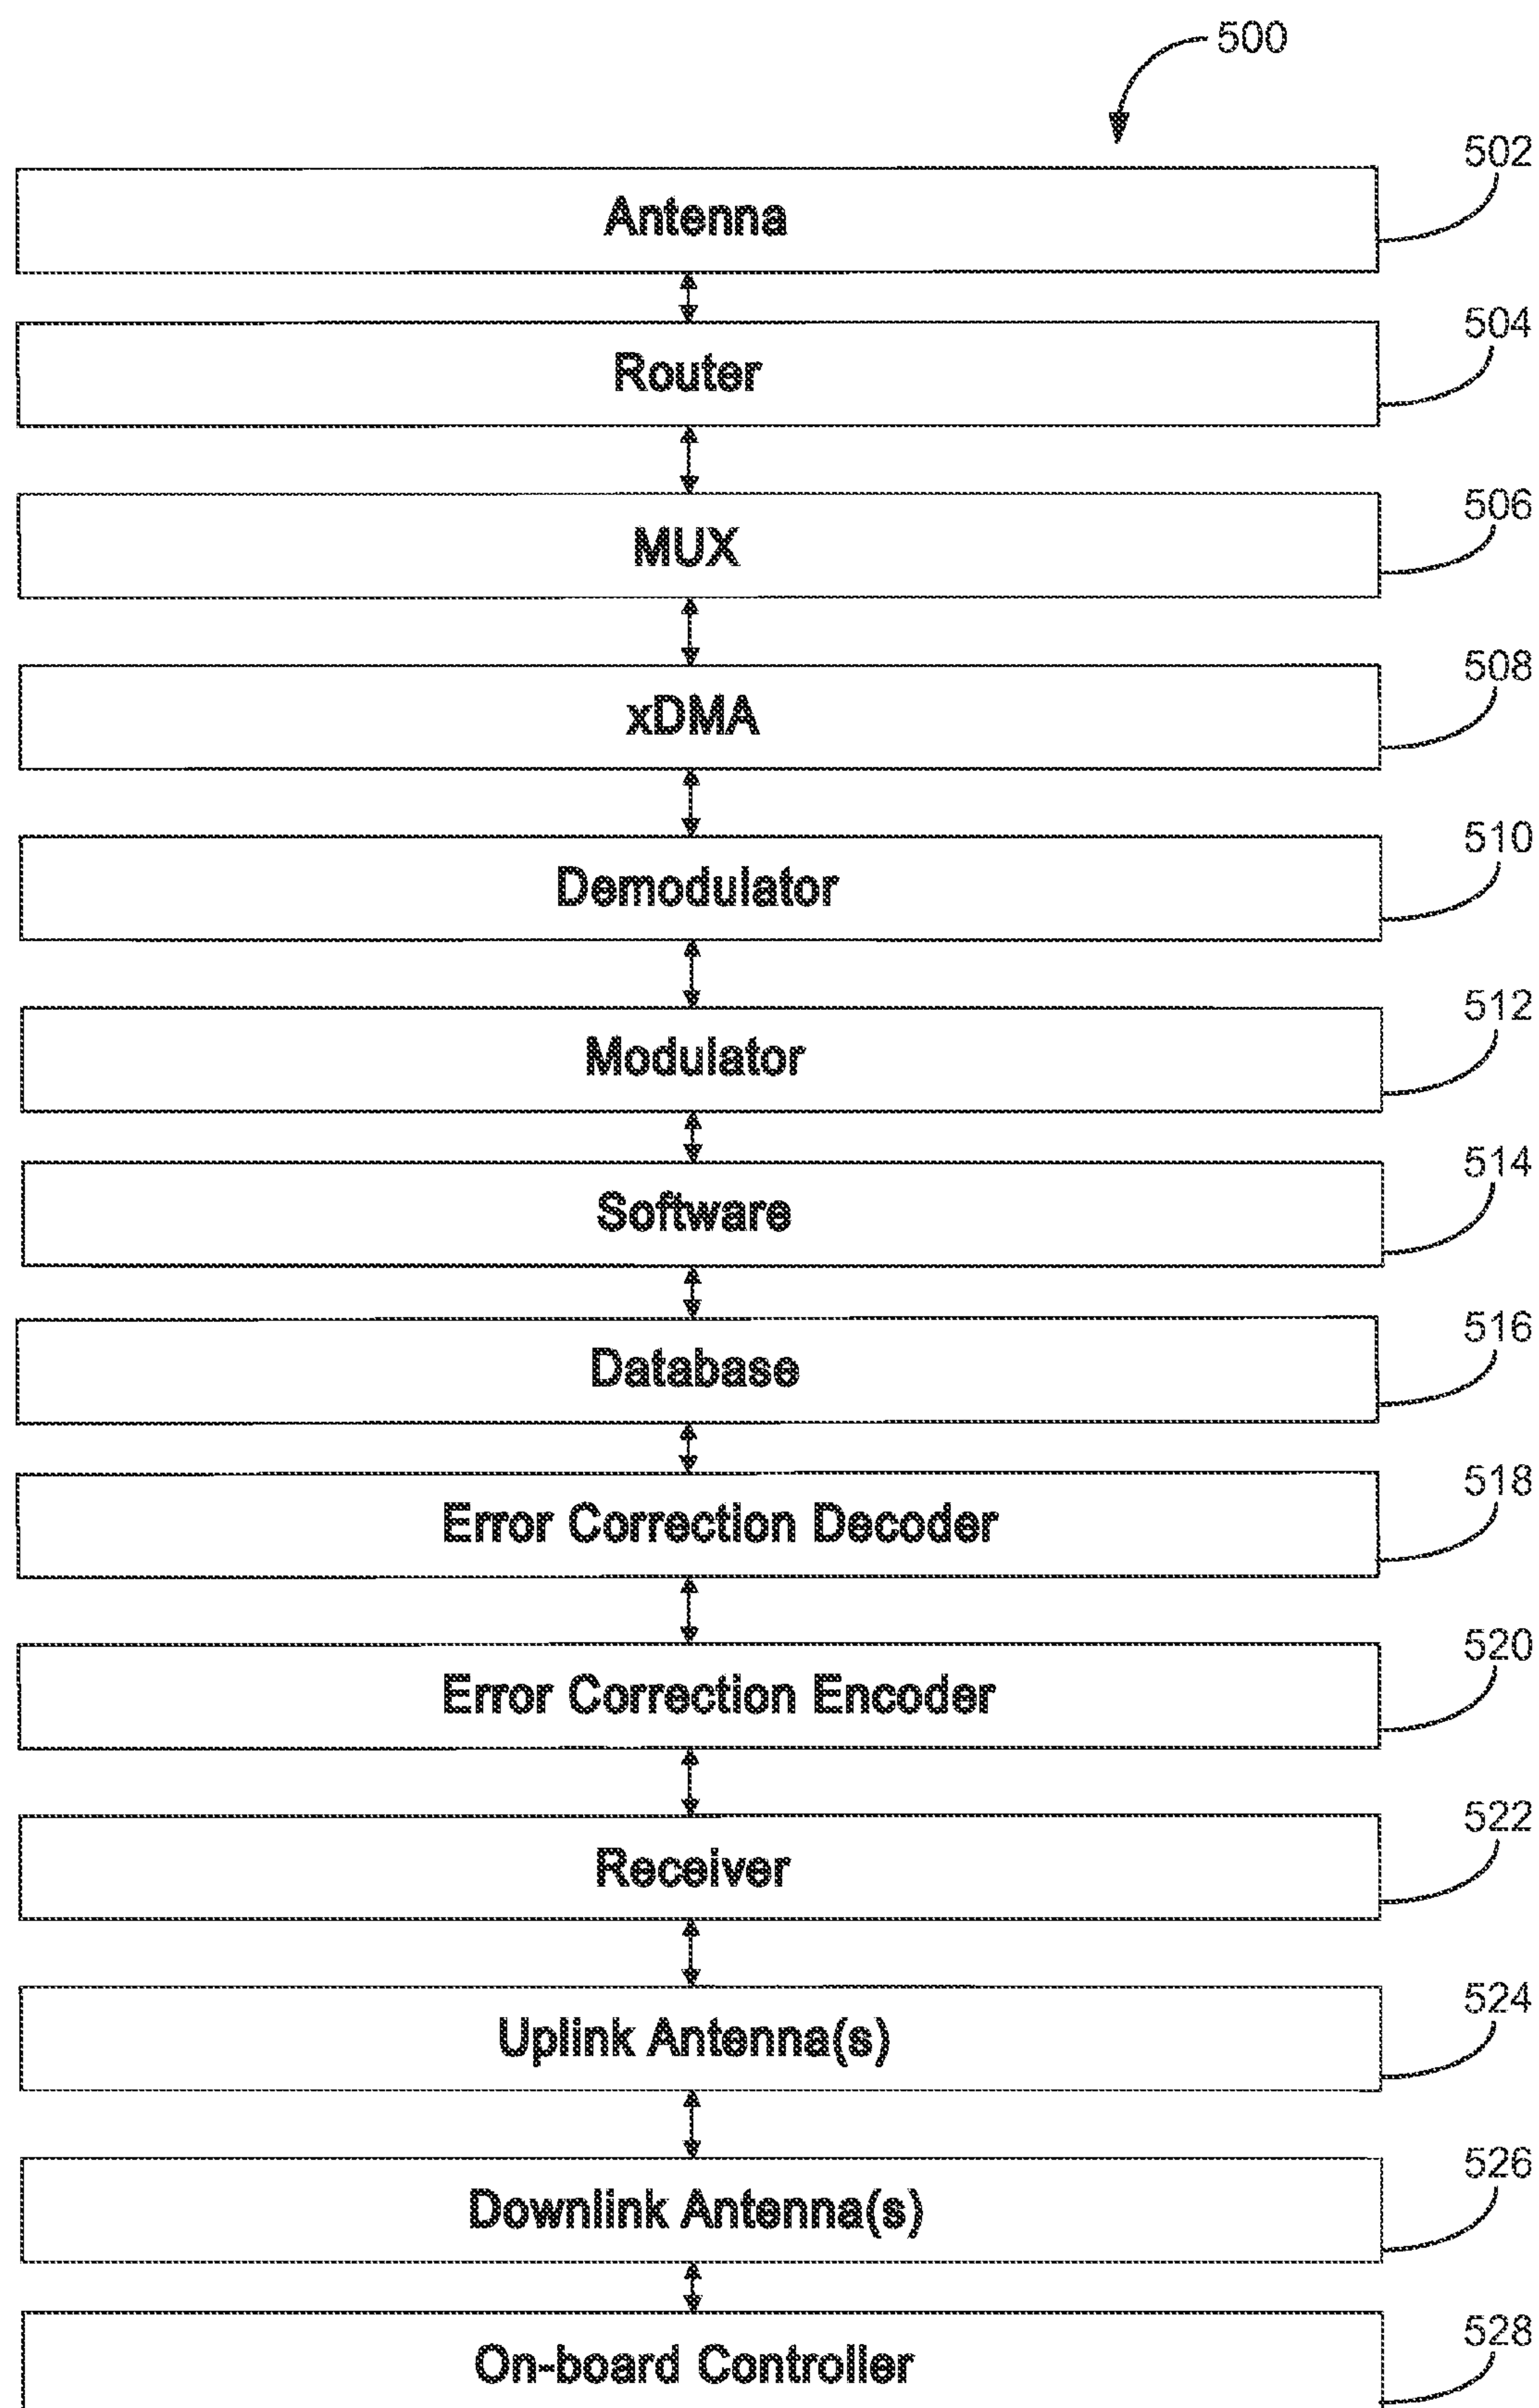 500
502
Antenna
504
Router
506
MUX
508
xDMA
510
Demodulator
512
Modulator
514
Software
516
Database
518
Error Correction Decoder
520
Error Correction Encoder
522
Receiver
524
Uplink Antenna(s)
526
Downlink Antenna(s)
528
On-board Controller